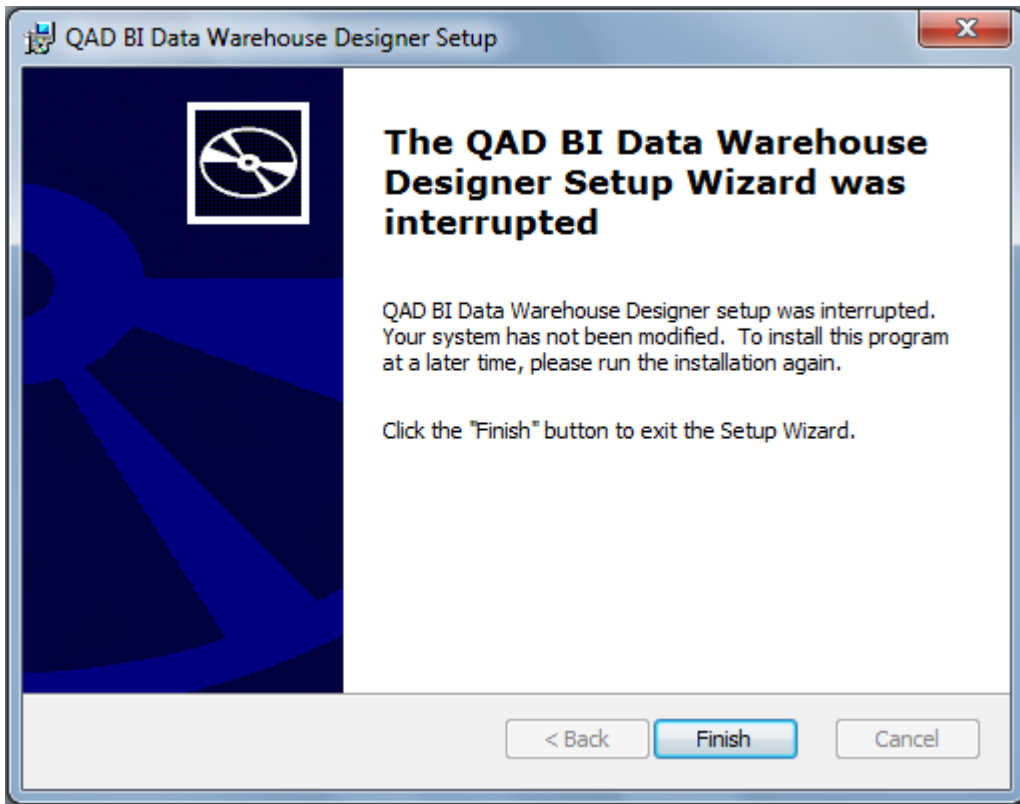 QAD BI Data Warehouse Designer Setup
The QAD BI Data Warehouse
Designer Setup Wizard was
interrupted
QAD BI Data Warehouse Designer setup was interrupted.
Your system has not been modified.  To install this program
at a later time, please run the installation again.
Click the "Finish" button to exit the Setup Wizard.
< Back Finish Cancel